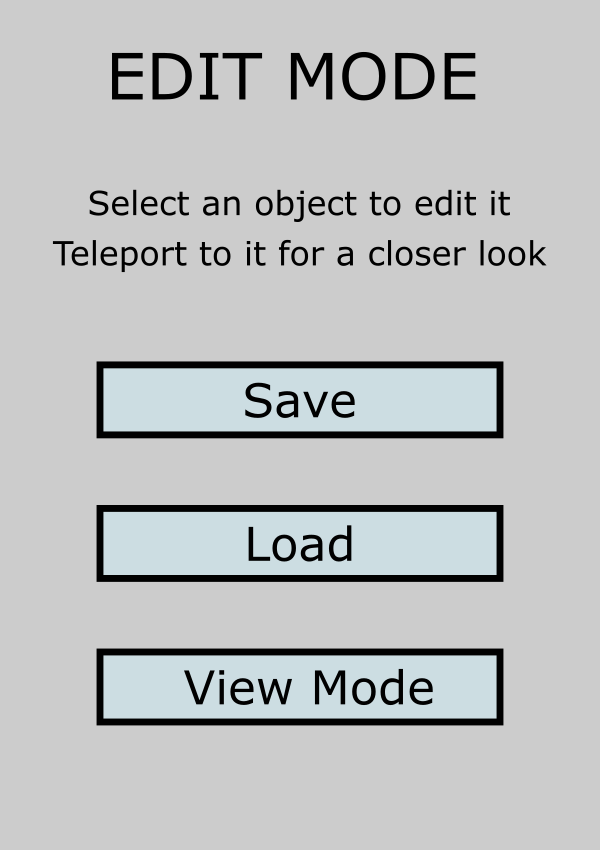 EDIT MODE
Select an object to edit it
Teleport to it for a closer look
Save
Load
View Mode